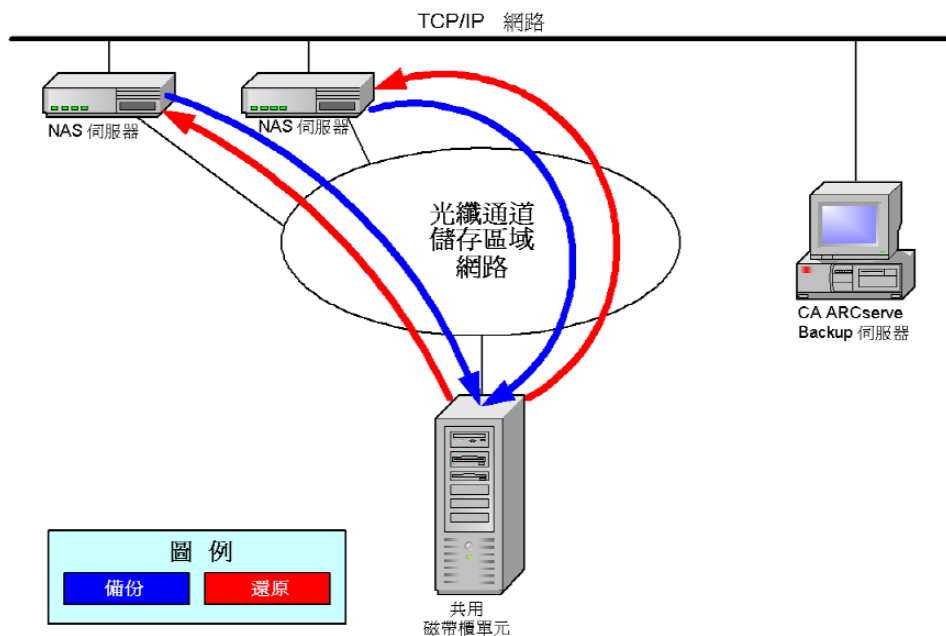 TCP/IP 網路
NAS 伺服器
NAS 伺服器
光纖通道
儲存區域
網路
CA ARCserve
Backup 伺服器
圖 例
備份
還原
共用
磁帶櫃單元